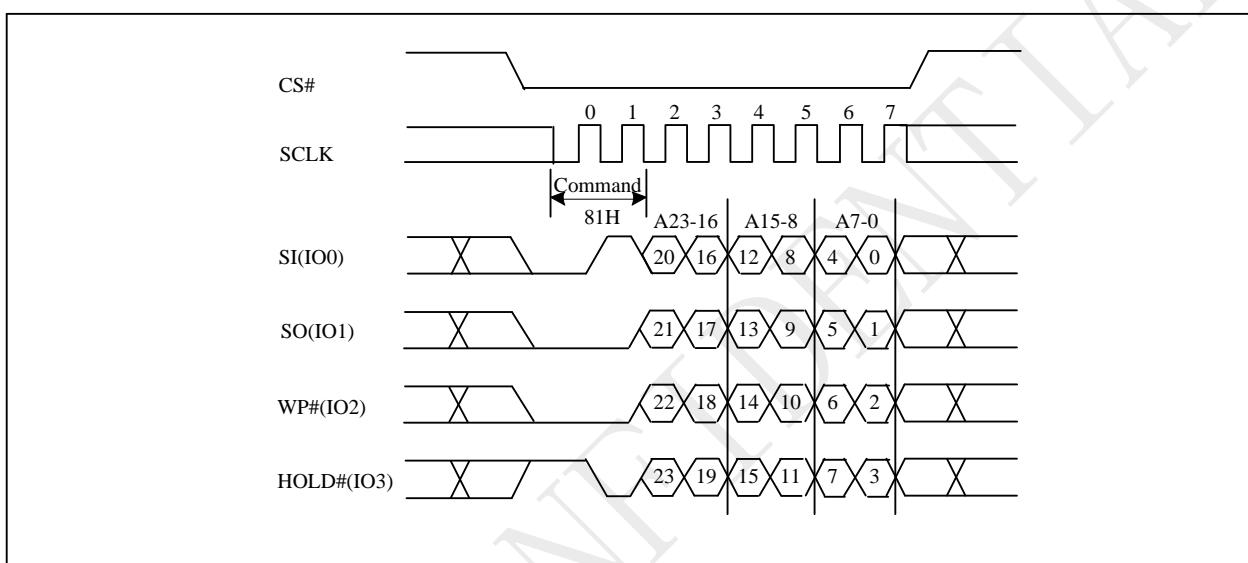 CS#
0 1 2 3 4 5 6 7
SCLK
Command
81H
A23-16 A15-8 A7-0
SI(IO0) 20 16 12 8 4 0
SO(IO1) 21 17 13 9 5 1
WP#(IO2) 22 18 14 10 6 2
HOLD#(IO3) 23 19 15 11 7 3
NFIDENTIA